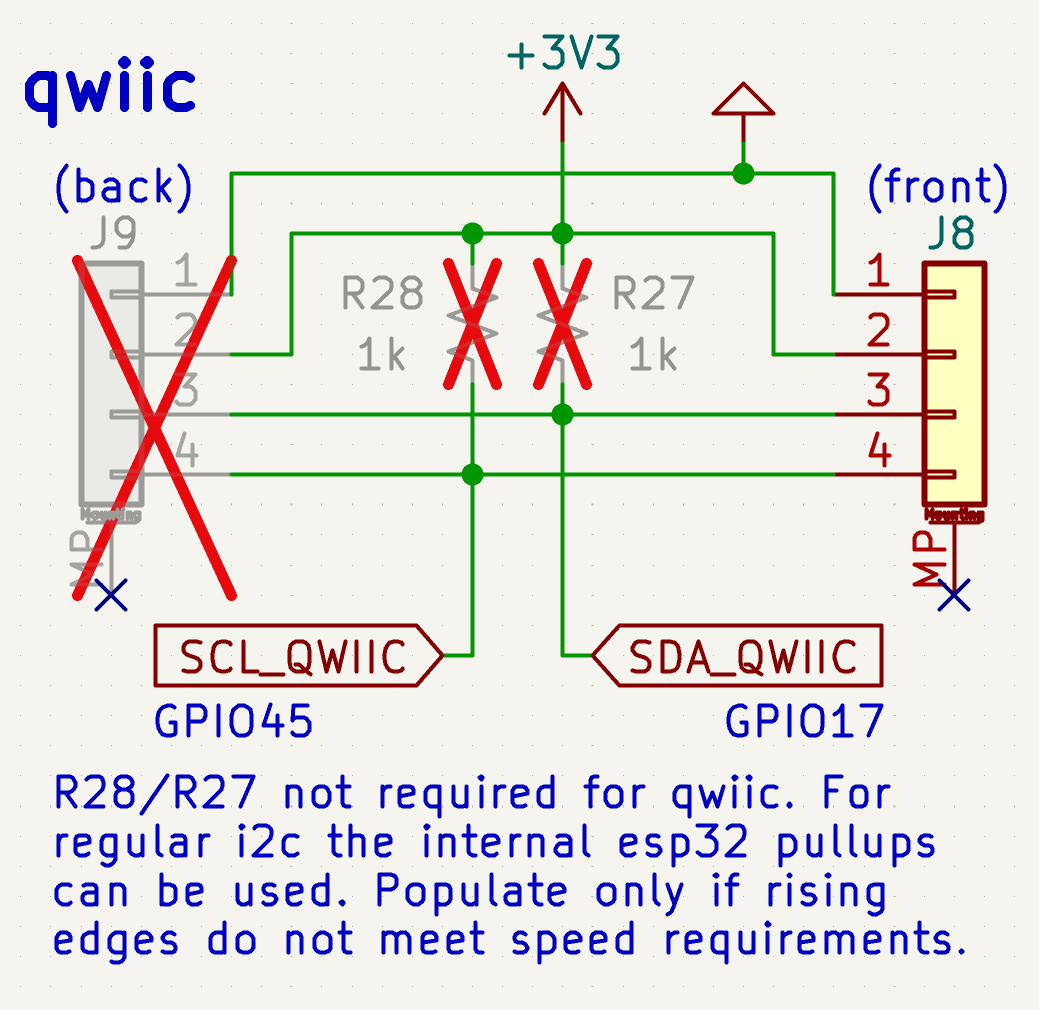 +3V3
qwiic
(back)
(front)
J9
J8
1
1
R28
R27
2
2
1k
1k
3
3
4
4
Mounting
Mounting
MP
MP
SCL_QWIIC
SDA_QWIIC
GPIO45
GPIO17
R28/R27 not required for qwiic. For
regular i2c the internal esp32 pullups
can be used. Populate only if rising
edges do not meet speed requirements.